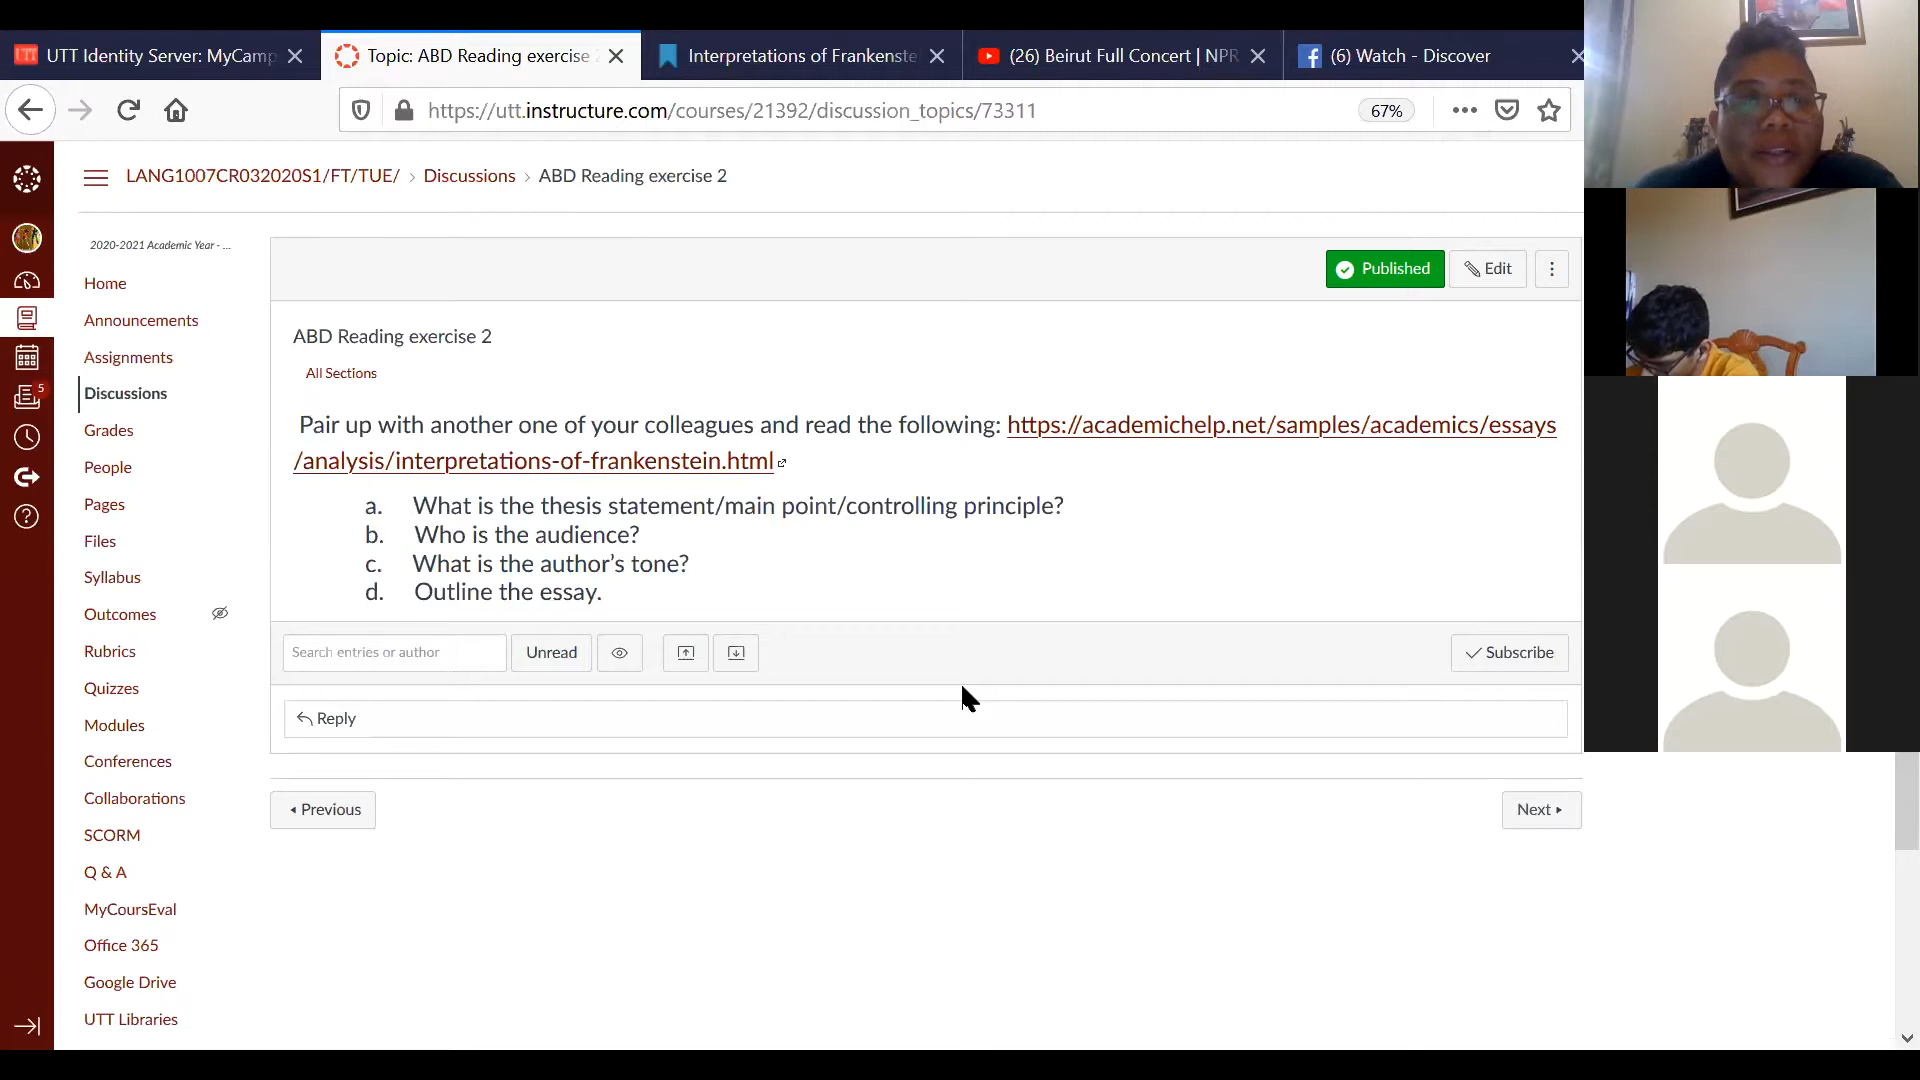 UTT Identity Server: MyCamp
Topic: ABD Reading exercise 2
Interpretations of Frankenste
(26) Beirut Full Concert | NPR
(6) Watch - Discover
https://utt.instructure.com/courses/21392/discussion_topics/73311
67%
LANG1007CR032020S1/FT/TUE/ › Discussions › ABD Reading exercise 2
2020-2021 Academic Year - ...
Home
Announcements
Assignments
Discussions
Grades
People
Pages
Files
Syllabus
Outcomes
Rubrics
Quizzes
Modules
Conferences
Collaborations
SCORM
Q & A
MyCoursEval
Office 365
Google Drive
UTT Libraries
5
Published
Edit
ABD Reading exercise 2
All Sections
Pair up with another one of your colleagues and read the following: https://academichelp.net/samples/academics/essays
/analysis/interpretations-of-frankenstein.html
a. What is the thesis statement/main point/controlling principle?
b. Who is the audience?
c. What is the author’s tone?
d. Outline the essay.
Search entries or author
Unread
Subscribe
Reply
Previous
Next